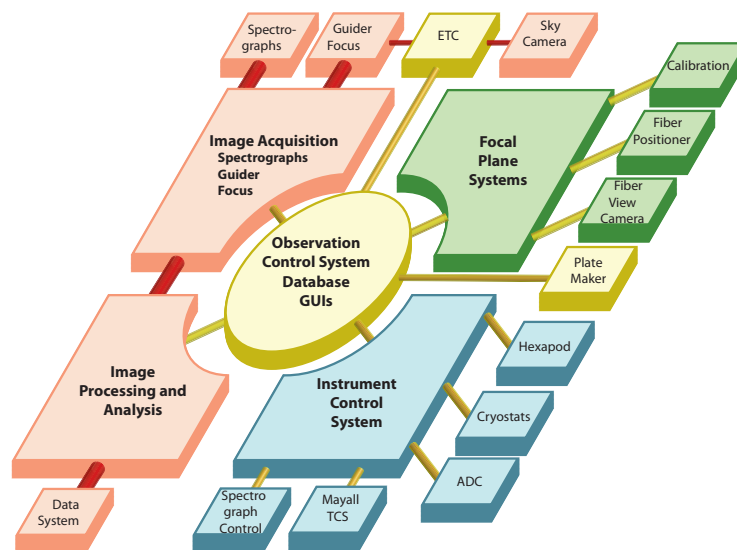 Spectro-
graphs
Guider
Focus
ETC
Sky
Camera
Calibration
Image Acquisition
Spectrographs
Guider
Focus
Focal
Plane
Systems
Fiber
Positioner
Fiber
View
Camera
Observation
Control System
Database
GUIs
Plate
Maker
Image
Processing and
Analysis
Instrument
Control
System
Hexapod
Cryostats
ADC
Data
System
Spectro
graph
Control
Mayall
TCS